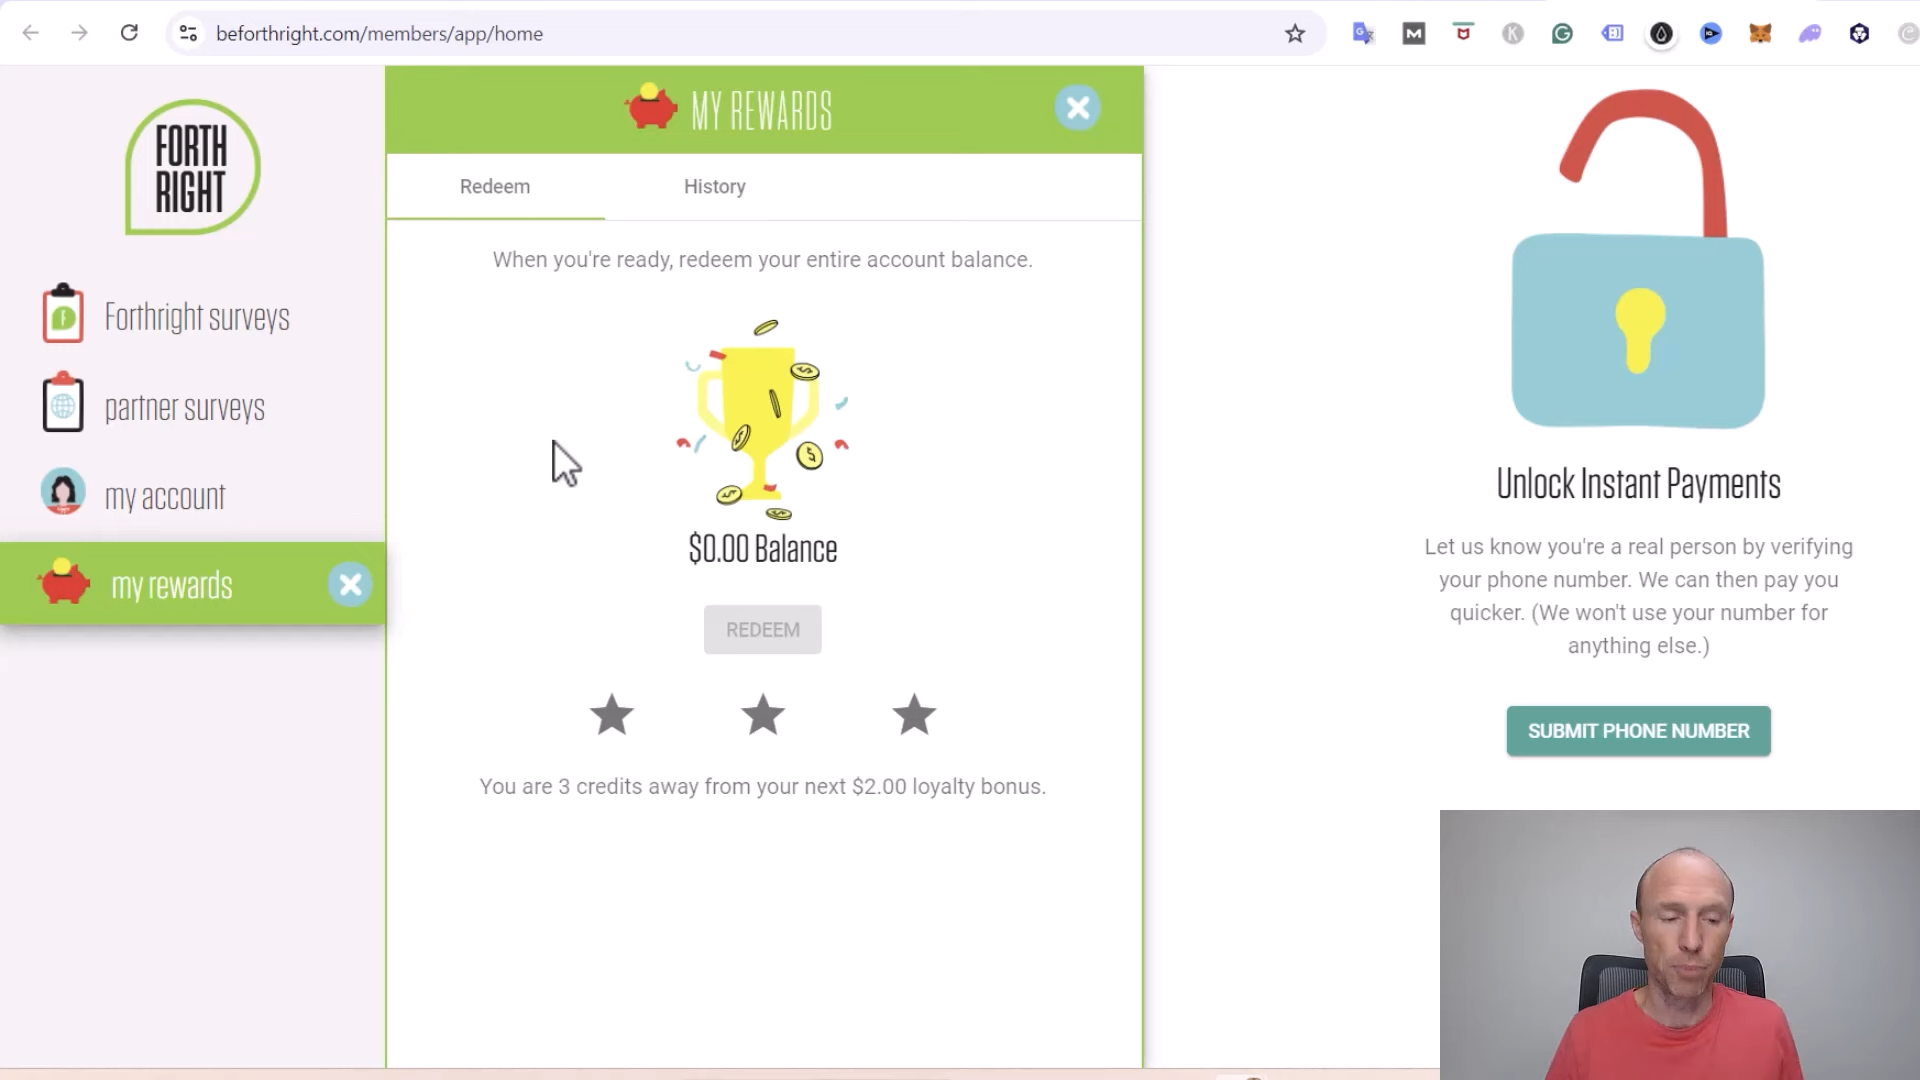 beforthright.com/members/app/home
FORTH
RIGHT
Forthright surveys
partner surveys
my account
my rewards
MY REWARDS
Redeem
History
When you're ready, redeem your entire account balance.
$0.00 Balance
REDEEM
You are 3 credits away from your next $2.00 loyalty bonus.
Unlock Instant Payments
Let us know you're a real person by verifying
your phone number. We can then pay you
quicker. (We won't use your number for
anything else.)
SUBMIT PHONE NUMBER